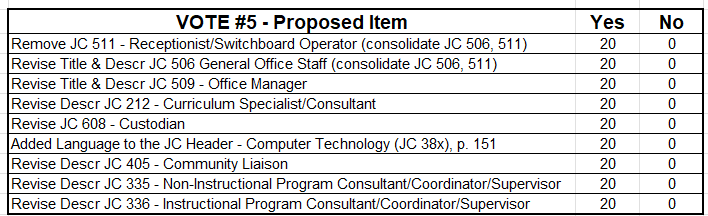 VOTE #5 - Proposed Item Yes No
Remove JC 511 - Receptionist/Switchboard Operator (consolidate JC 506, 511) 20 0
Revise Title & Descr JC 506 General Office Staff (consolidate JC 506, 511) 20 0
Revise Title & Descr JC 509 - Office Manager 20 0
Revise Descr JC 212 - Curriculum Specialist/Consultant 20 0
Revise JC 608 - Custodian 20 0
Added Language to the JC Header - Computer Technology (JC 38x), p. 151 20 0
Revise Descr JC 405 - Community Liaison 20 0
Revise Descr JC 335 - Non-Instructional Program Consultant/Coordinator/Supervisor 20 0
Revise Descr JC 336 - Instructional Program Consultant/Coordinator/Supervisor 20 0